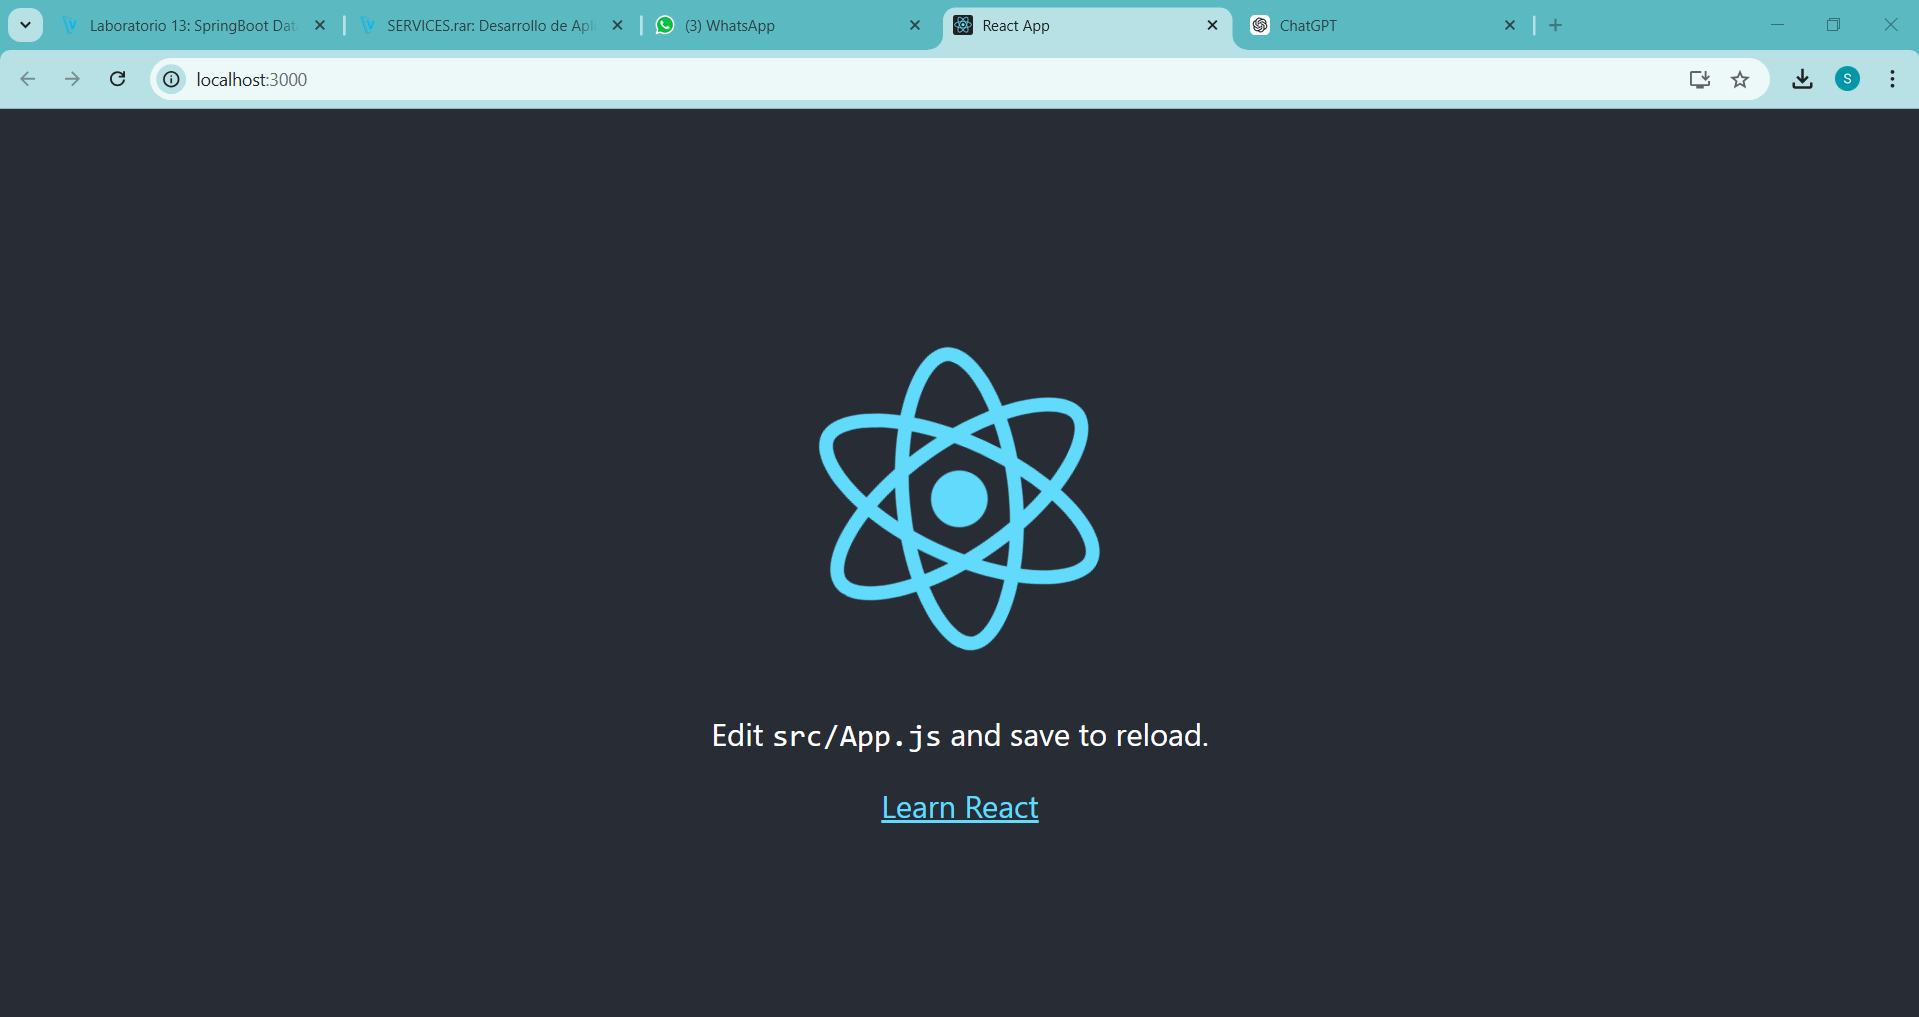 Laboratorio 13: SpringBoot Dat
SERVICES.rar: Desarrollo de Apl
(3) WhatsApp
React App
ChatGPT
localhost:3000
S
Edit src/App.js and save to reload.
Learn React